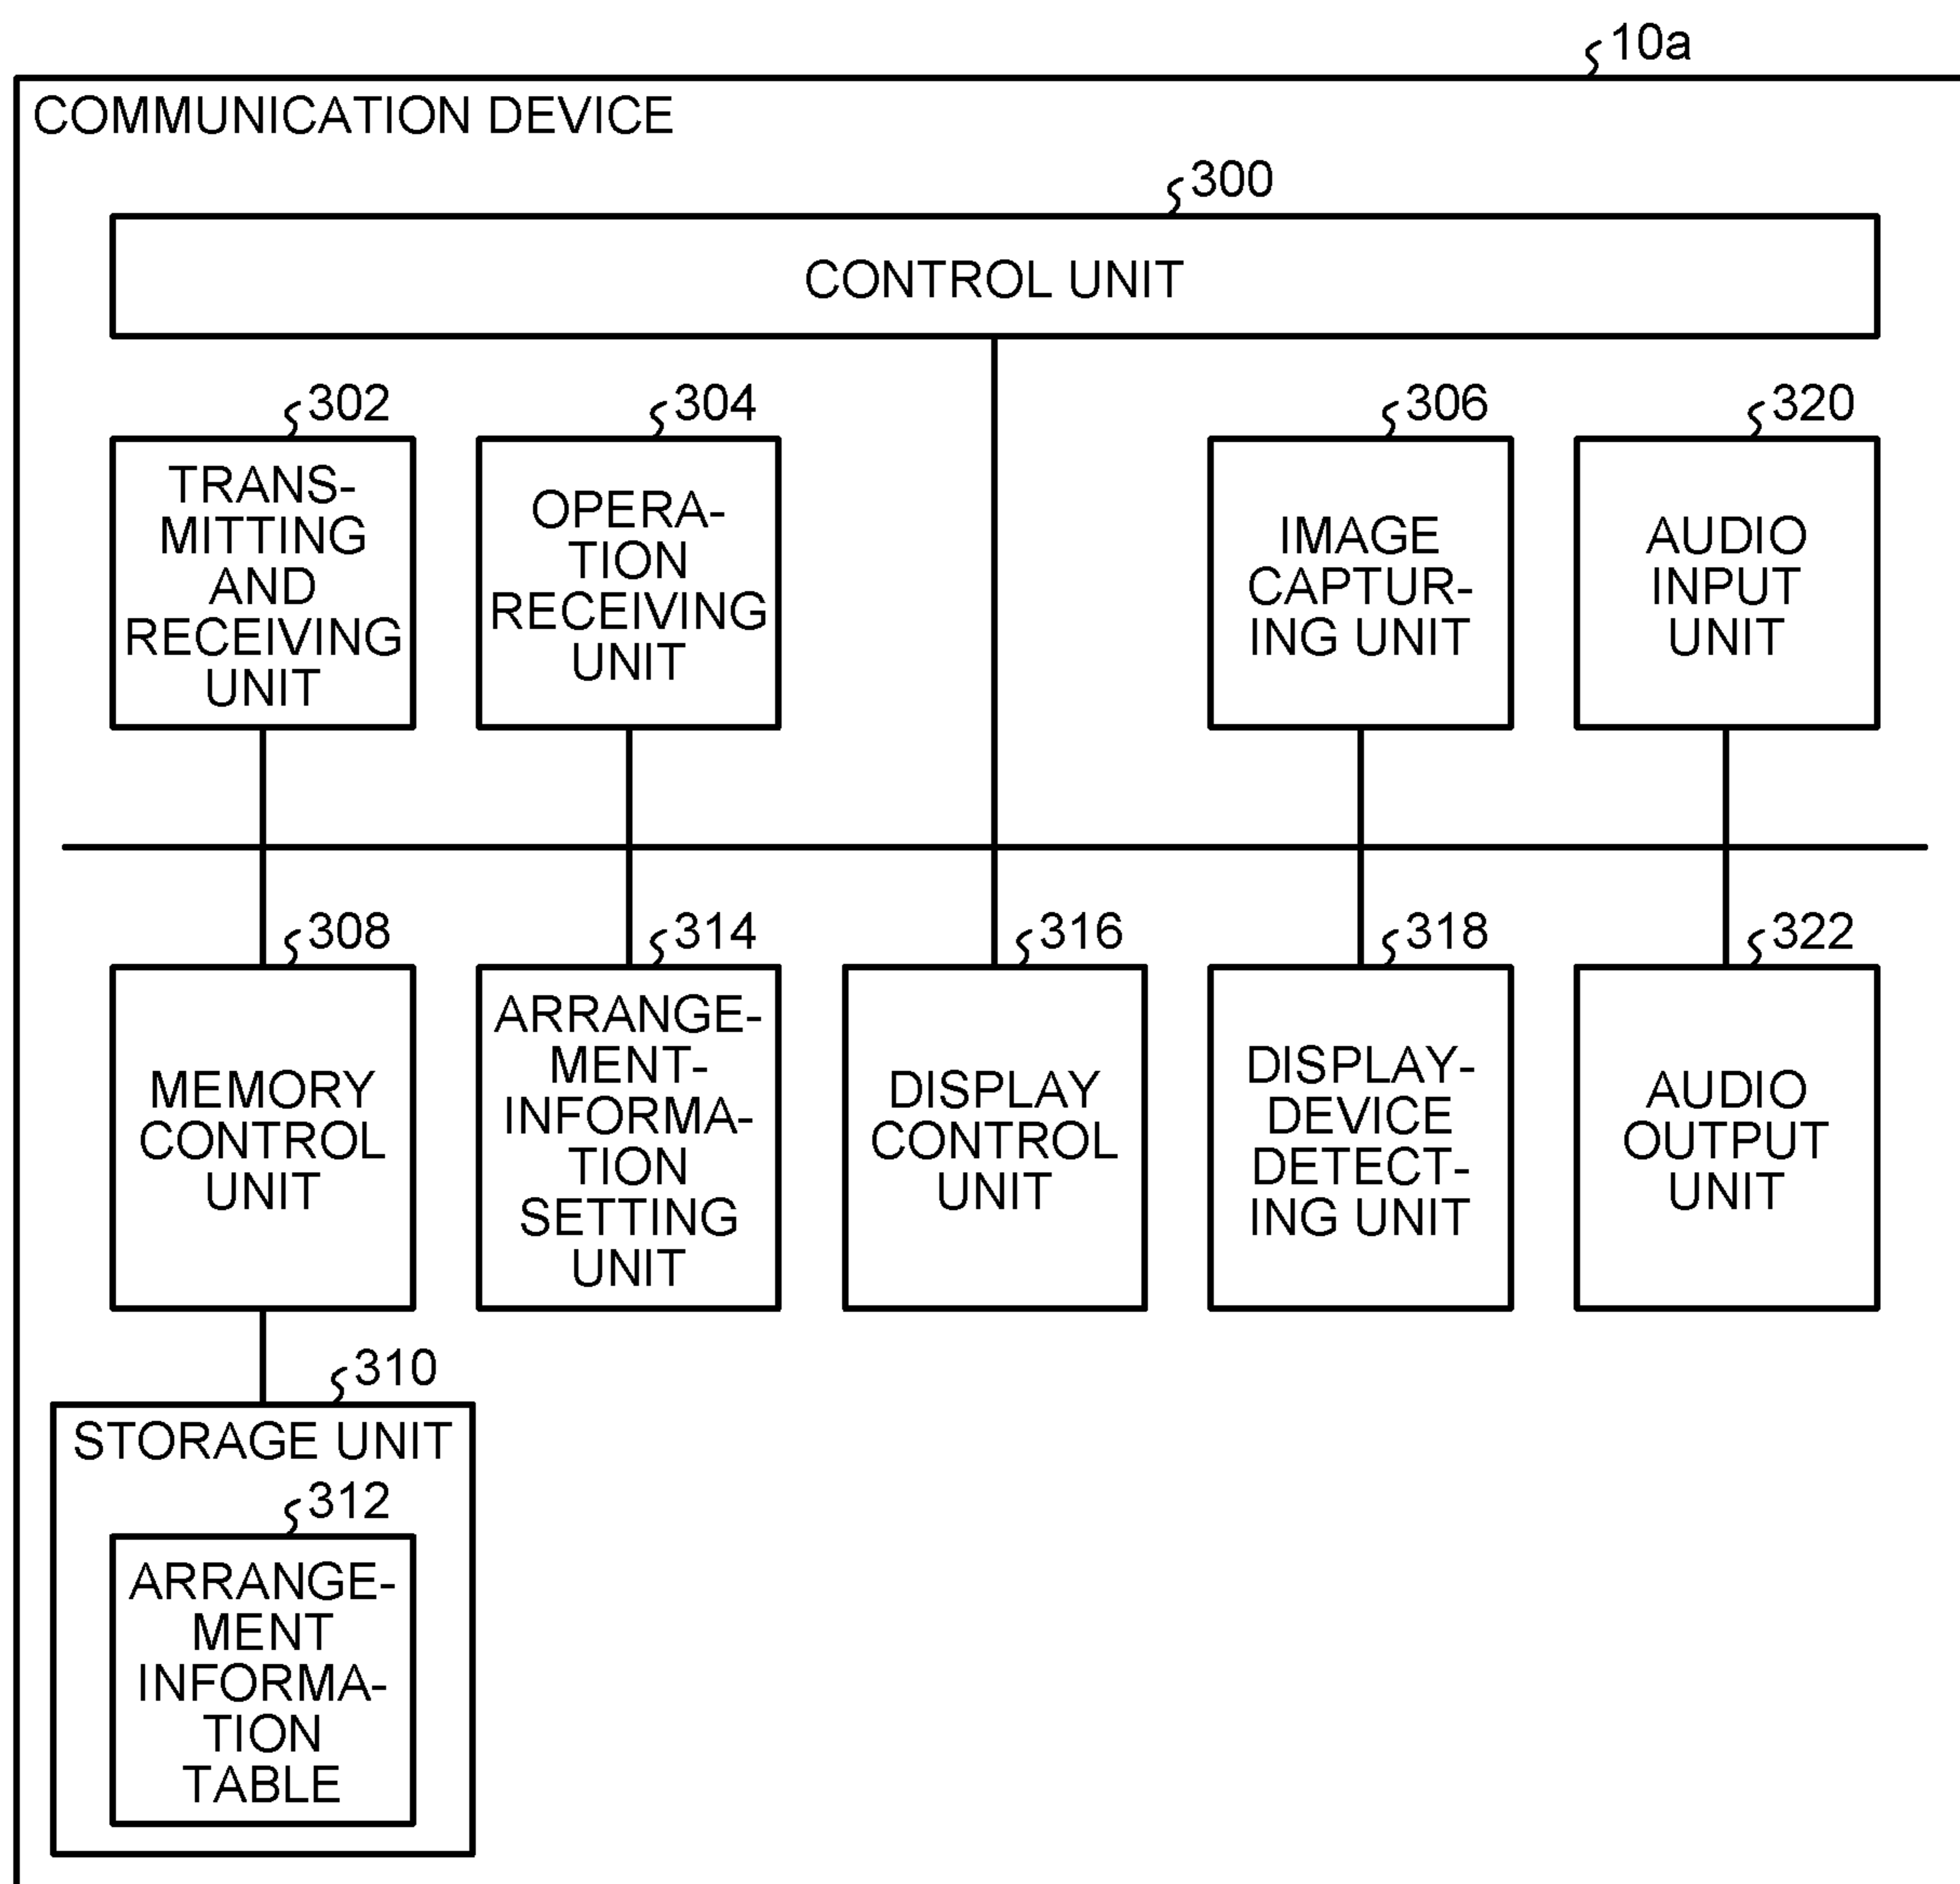 10a
COMMUNICATION DEVICE
300
CONTROL UNIT
302
TRANS-
MITTING
AND
RECEIVING
UNIT
304
OPERA-
TION
RECEIVING
UNIT
306
IMAGE
CAPTUR-
ING UNIT
320
AUDIO
INPUT
UNIT
308
MEMORY
CONTROL
UNIT
314
ARRANGE-
MENT-
INFORMA-
TION
SETTING
UNIT
316
DISPLAY
CONTROL
UNIT
318
DISPLAY-
DEVICE
DETECT-
ING UNIT
322
AUDIO
OUTPUT
UNIT
310
STORAGE UNIT
312
ARRANGE-
MENT
INFORMA-
TION
TABLE